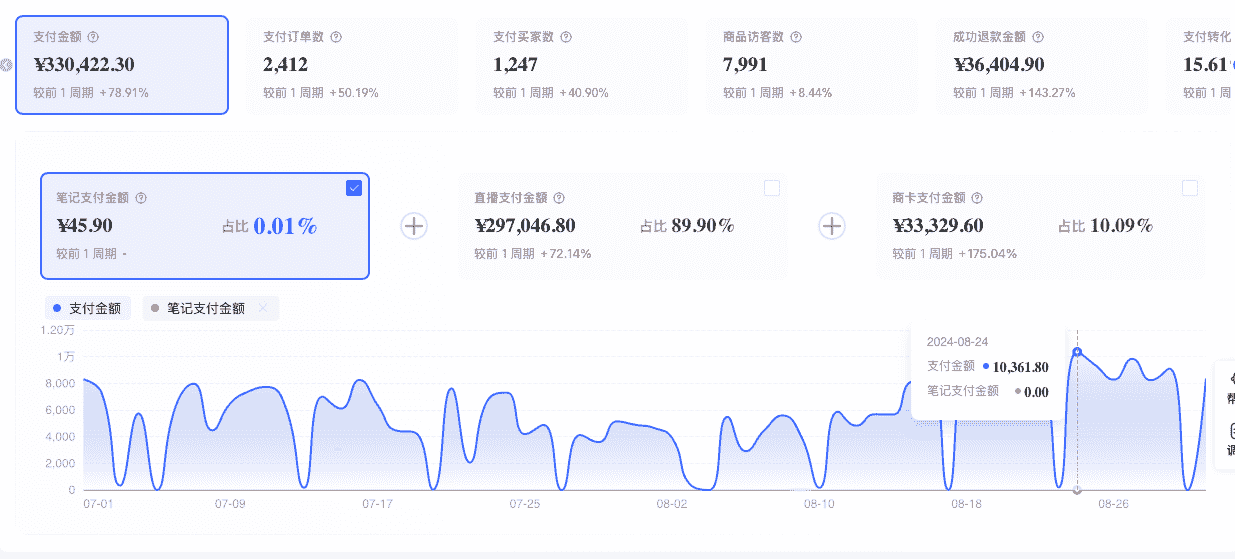 支付金额 支付订单数 支付买家数 商品访客数 成功退款金额 支付转化
¥330,422.30 2,412 1,247 7,991 ¥36,404.90 15.61
较前 1 周期 +78.91% 较前 1 周期 +50.19% 较前 1 周期 +40.90% 较前 1 周期 +8.44% 较前 1 周期 +143.27% 较前 1 周
笔记支付金额 直播支付金额 商卡支付金额
¥45.90 占比 0.01% ¥297,046.80 占比 89.90% ¥33,329.60 占比 10.09%
较前 1 周期 - 较前 1 周期 +72.14% 较前 1 周期 +175.04%
支付金额 笔记支付金额
1.20万
1万
8,000
6,000
4,000
2,000
0
2024-08-24
支付金额 10,361.80
笔记支付金额 0.00
07-01 07-09 07-17 07-25 08-02 08-10 08-18 08-26
帮
调